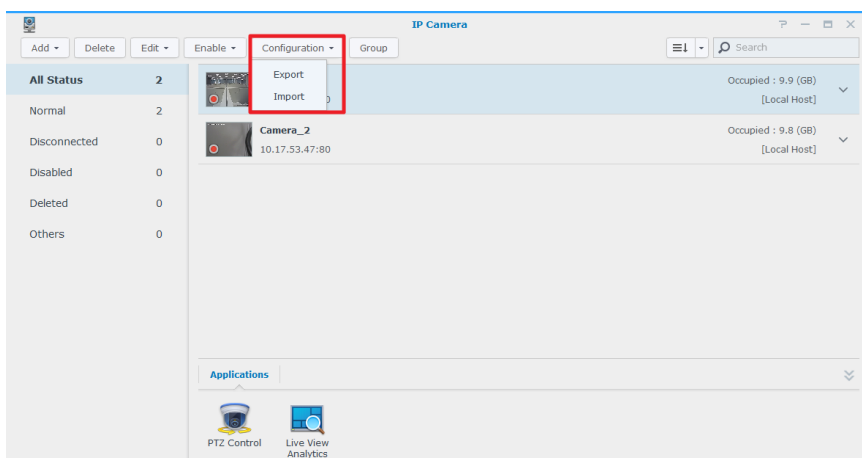 IP Camera
Add Delete Edit Enable Configuration Group Search
Export
Import
All Status 2
Normal 2
Disconnected 0
Disabled 0
Deleted 0
Others 0
Occupied : 9.9 (GB)
[Local Host]
Camera_2
10.17.53.47:80
Occupied : 9.8 (GB)
[Local Host]
Applications
PTZ Control
Live View
Analytics